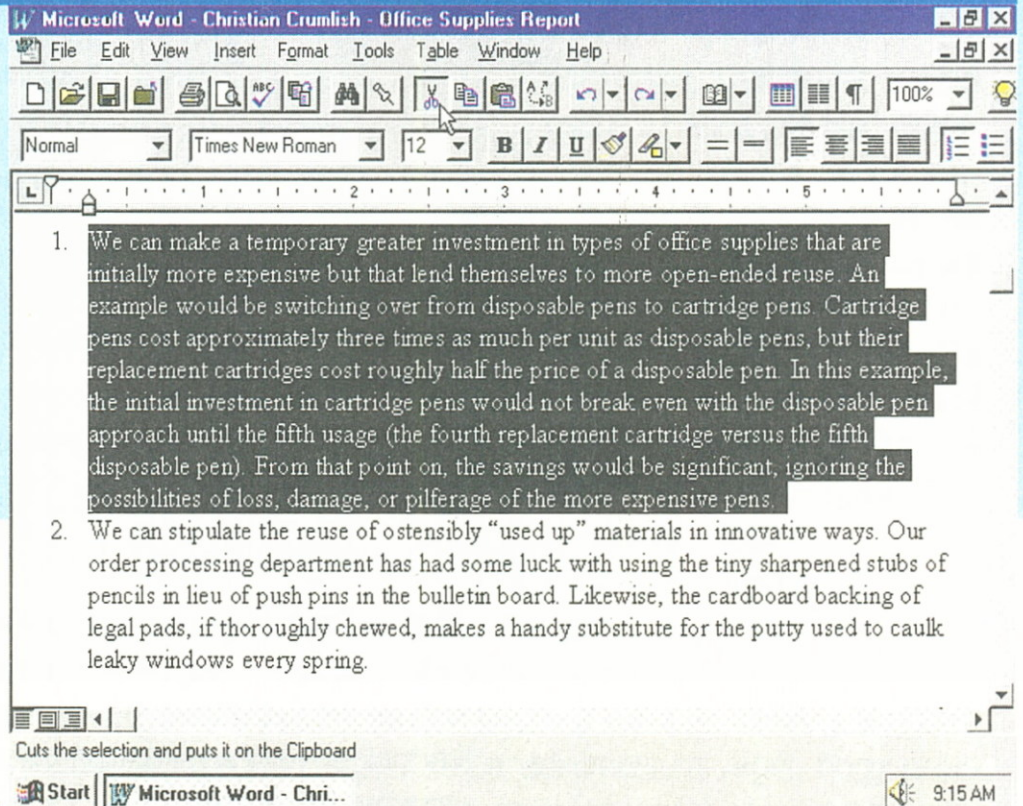 Microsoft Word - Christian Crumlish - Office Supplies Report
File Edit View Insert Format Tools Table Window Help
ABC 100%
Normal Times New Roman 12 B I U
1 2 3 4 5
1. We can make a temporary greater investment in types of office supplies that are
initially more expensive but that lend themselves to more open-ended reuse. An
example would be switching over from disposable pens to cartridge pens. Cartridge
pens cost approximately three times as much per unit as disposable pens, but their
replacement cartridges cost roughly half the price of a disposable pen. In this example,
the initial investment in cartridge pens would not break even with the disposable pen
approach until the fifth usage (the fourth replacement cartridge versus the fifth
disposable pen). From that point on, the savings would be significant, ignoring the
possibilities of loss, damage, or pilferage of the more expensive pens.
2. We can stipulate the reuse of ostensibly “used up” materials in innovative ways. Our
order processing department has had some luck with using the tiny sharpened stubs of
pencils in lieu of push pins in the bulletin board. Likewise, the cardboard backing of
legal pads, if thoroughly chewed, makes a handy substitute for the putty used to caulk
leaky windows every spring.
Cuts the selection and puts it on the Clipboard
Start Microsoft Word - Chri... 9:15 AM